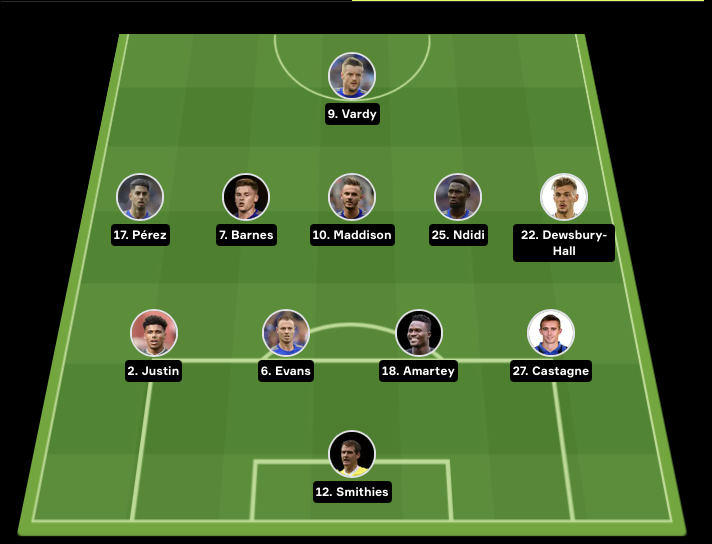 9. Vardy
17. Pérez
7. Barnes
10. Maddison
25. Ndidi
22. Dewsbury-
Hall
2. Justin
6. Evans
18. Amartey
27. Castagne
12. Smithies